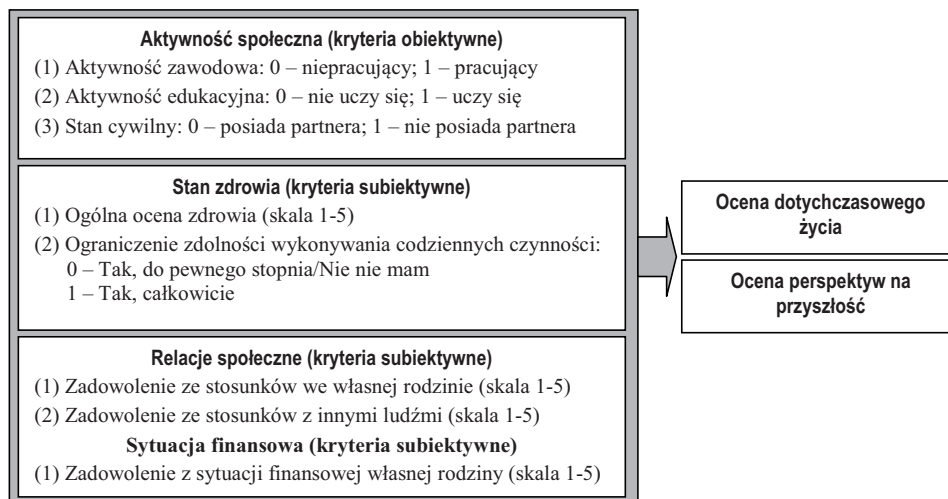 Aktywność społeczna (kryteria obiektywne)
(1) Aktywność zawodowa: 0 – niepracujący; 1 – pracujący
(2) Aktywność edukacyjna: 0 – nie uczy się; 1 – uczy się
(3) Stan cywilny: 0 – posiada partnera; 1 – nie posiada partnera
Stan zdrowia (kryteria subiektywne)
(1) Ogólna ocena zdrowia (skala 1-5)
(2) Ograniczenie zdolności wykonywania codziennych czynności:
0 – Tak, do pewnego stopnia/Nie nie mam
1 – Tak, całkowicie
Relacje społeczne (kryteria subiektywne)
(1) Zadowolenie ze stosunków we własnej rodzinie (skala 1-5)
(2) Zadowolenie ze stosunków z innymi ludźmi (skala 1-5)
Sytuacja finansowa (kryteria subiektywne)
(1) Zadowolenie z sytuacji finansowej własnej rodziny (skala 1-5)
Ocena dotychczasowego
życia
Ocena perspektyw na
przyszłość